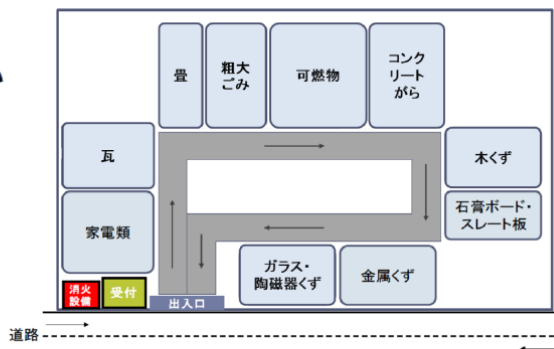 畳
粗大
ごみ
可燃物
コンク
リート
がら
瓦
木くず
家電類
石膏ボード・
スレート板
ガラス・
陶磁器くず
金属くず
消火
設備
受付
出入口
道路